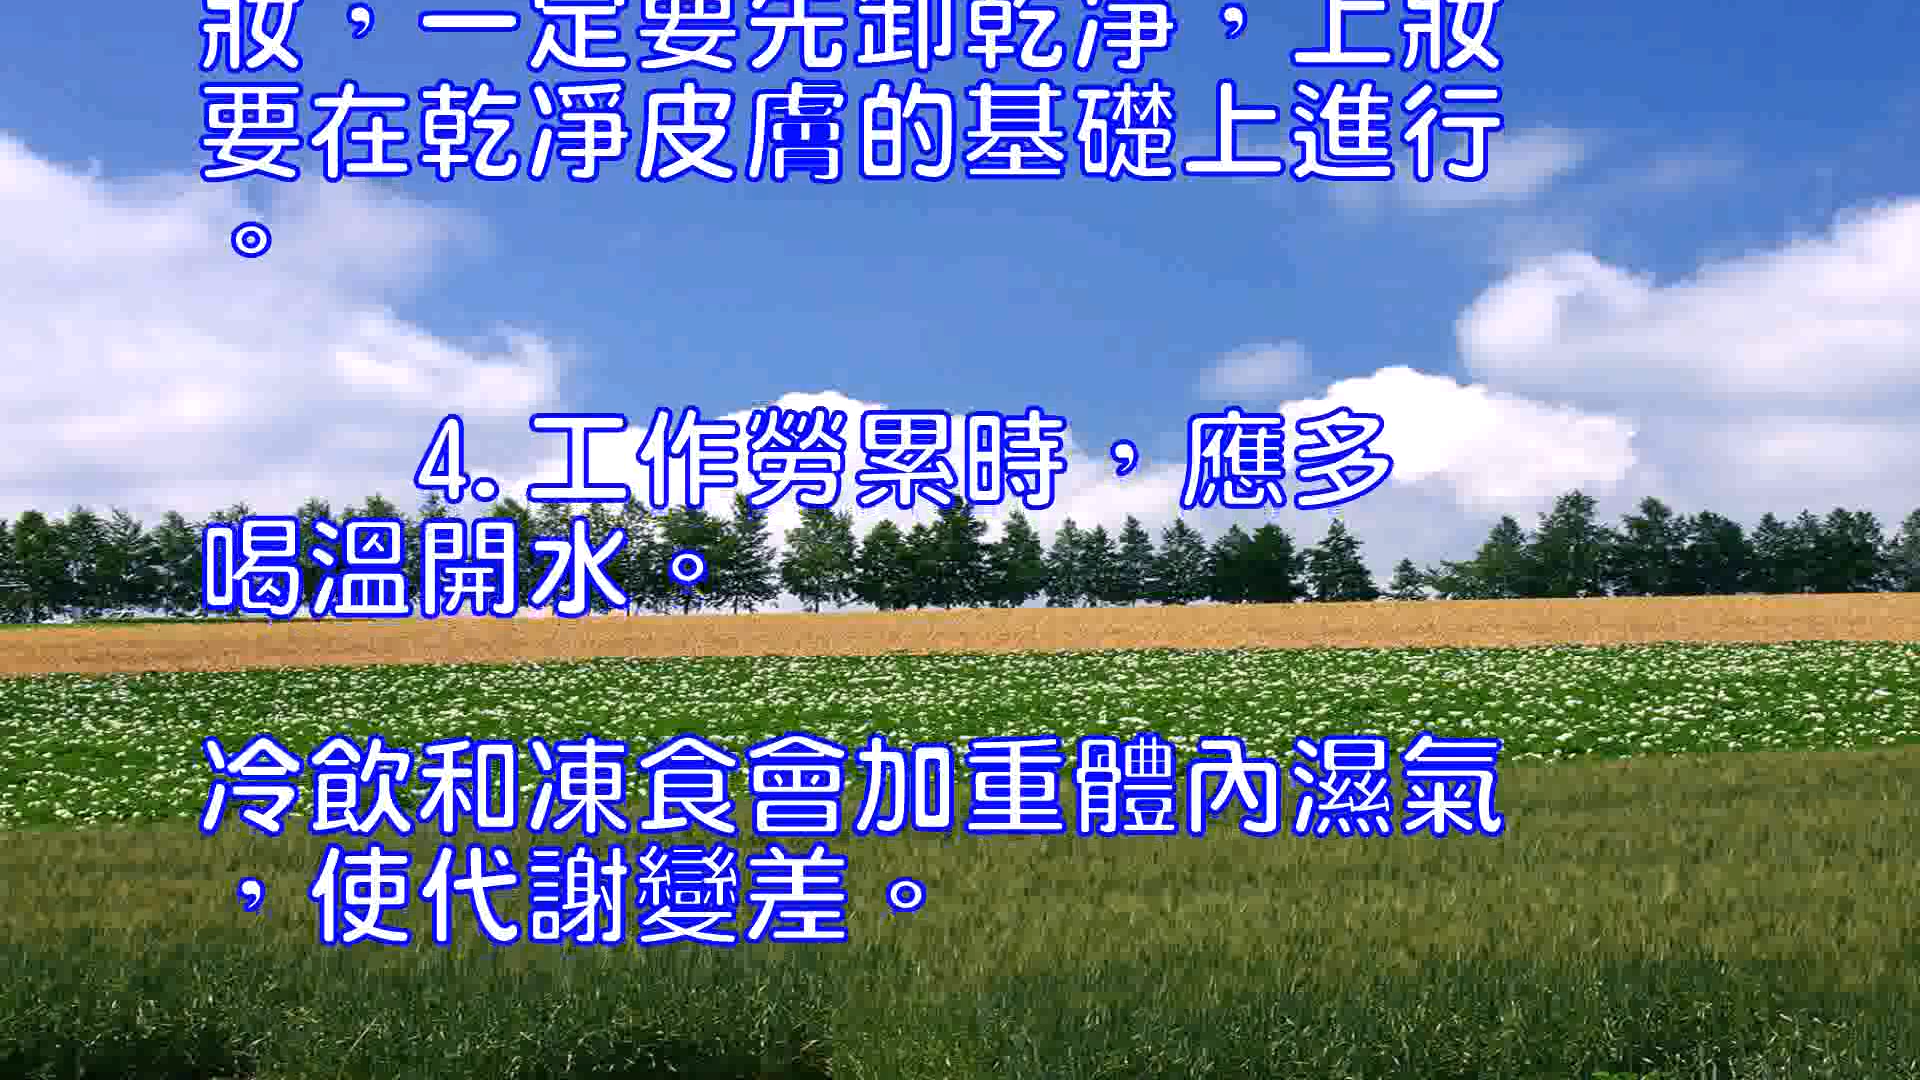 妝，一定要先卸乾淨，上妝
要在乾淨皮膚的基礎上進行
。
4.工作勞累時，應多
喝溫開水。
冷飲和凍食會加重體內濕氣
，使代謝變差。